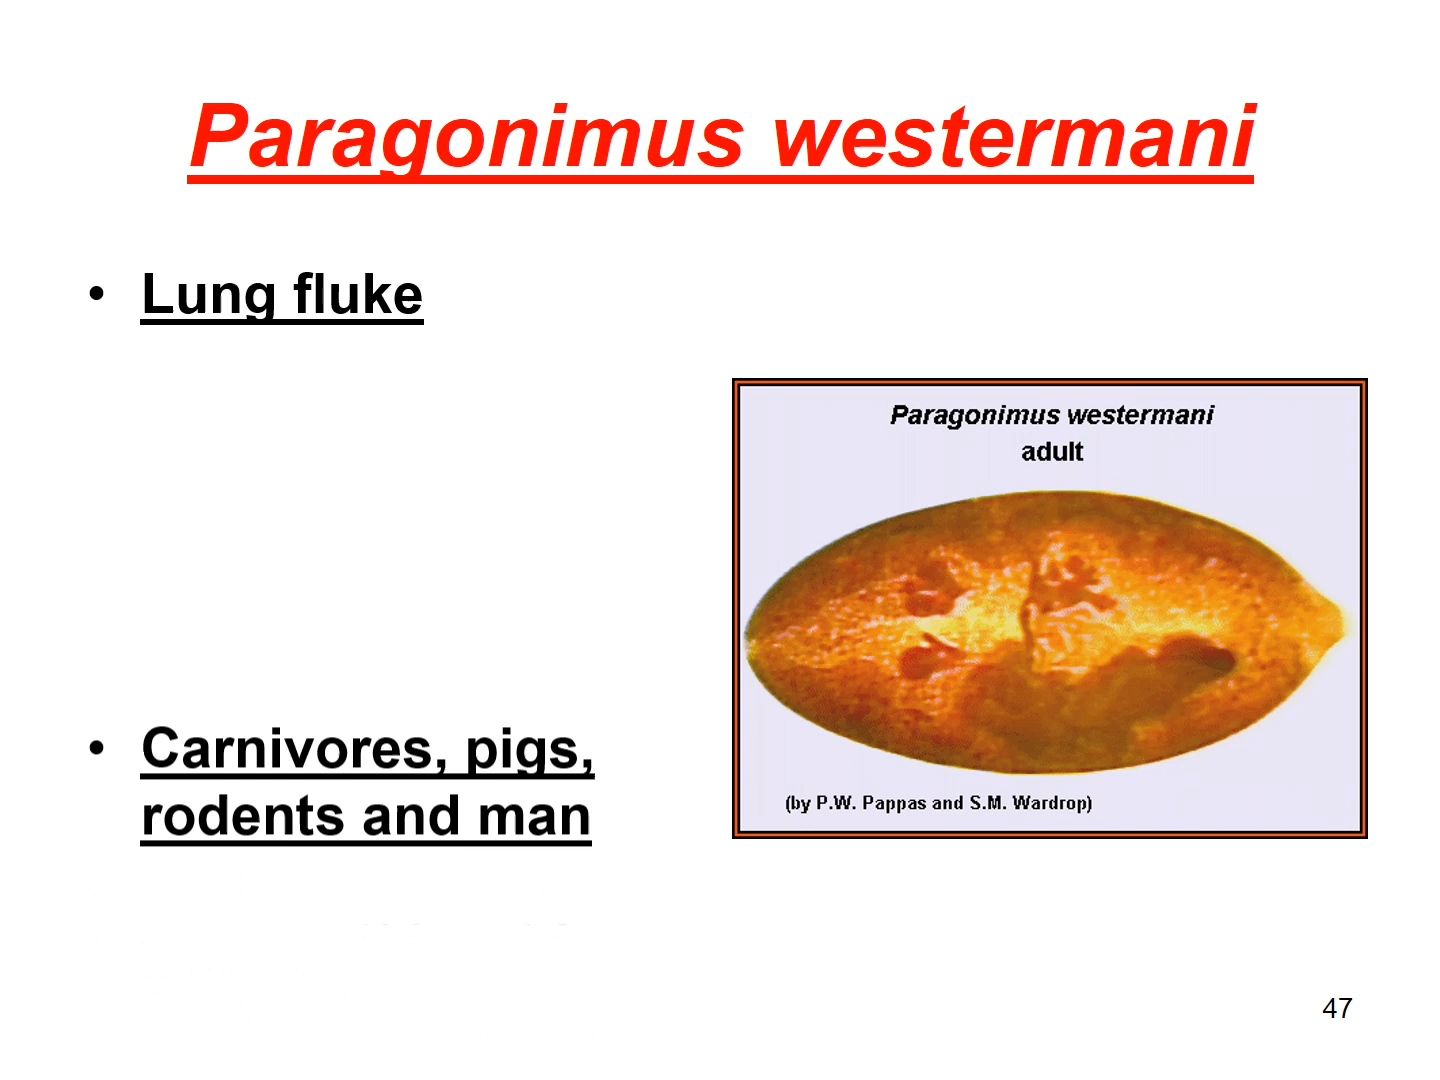 Paragonimus westermani
• Lung fluke
Paragonimus westermani
adult
(by P.W. Pappas and S.M. Wardrop)
• Carnivores, pigs,
rodents and man
47